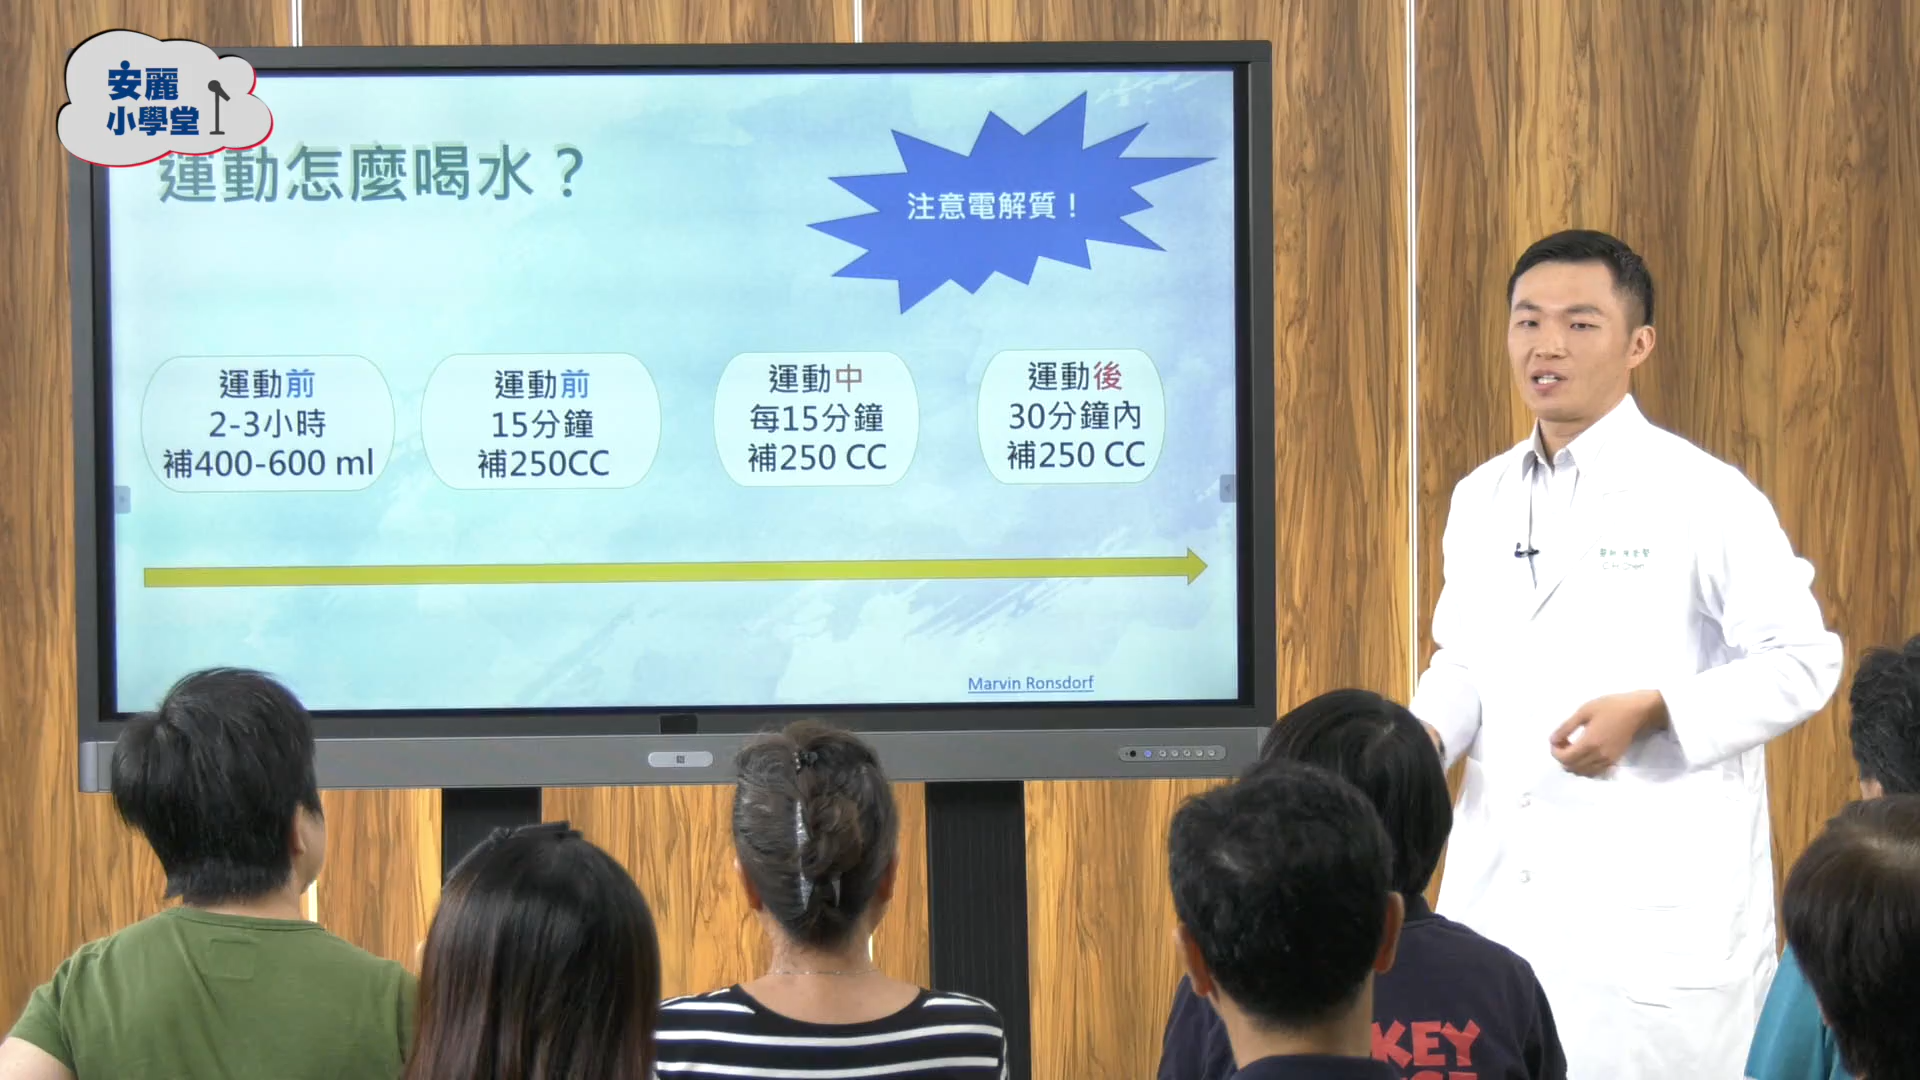 安麗
小學堂
運動怎麼喝水？
注意電解質！
運動前
2-3小時
補400-600 ml
運動前
15分鐘
補250CC
運動中
每15分鐘
補250 CC
運動後
30分鐘內
補250 CC
Marvin Ronsdorf
KEY